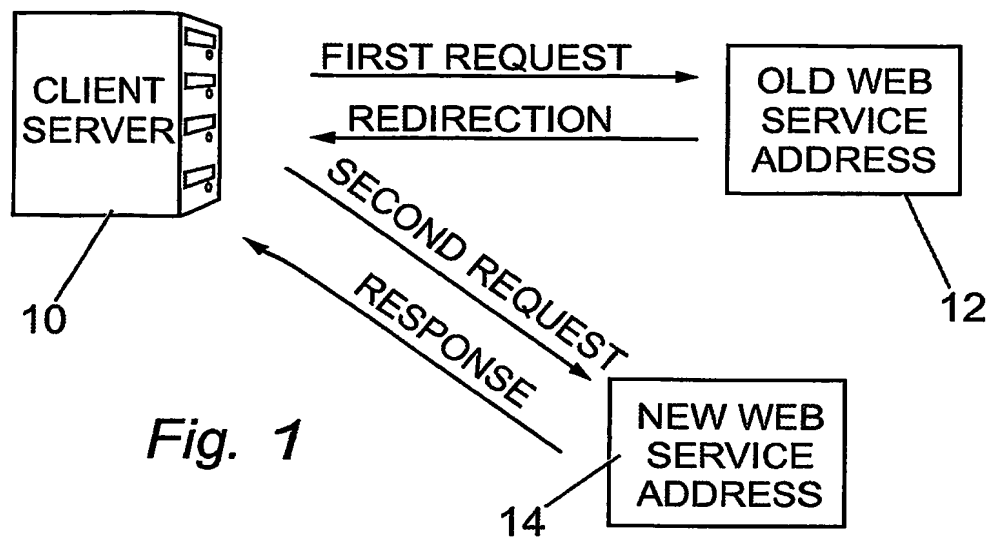 CLIENT
SERVER
FIRST REQUEST
REDIRECTION
OLD WEB
SERVICE
ADDRESS
SECOND REQUEST
RESPONSE
10
12
NEW WEB
SERVICE
ADDRESS
14
Fig. 1